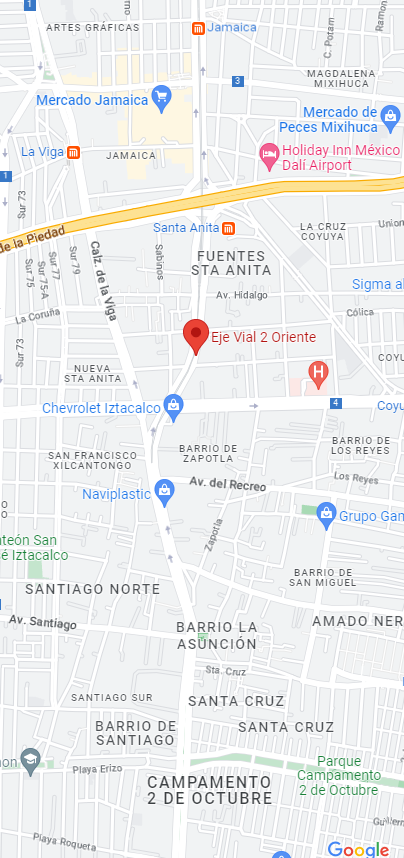 1
ARTES GRÁFICAS
Jamaica
C. Potam
Ramon
3
MAGDALENA
MIXIHUCA
Mercado Jamaica
Mercado de
Peces Mixihuca
La Viga
JAMAICA
Holiday Inn México
Dalí Airport
1
Sur 73
de la Piedad
Santa Anita
LA CRUZ
COYUYA
Union
Sabinos
FUENTES
STA ANITA
Sur 75
Sur 75-A
Sur 77
Sur 79
Calz. de la Viga
Sigma al
Av. Hidalgo
La Coruña
Cólica
Eje Vial 2 Oriente
Sur 73
COYU
NUEVA
STA ANITA
H
Chevrolet Iztacalco
4
Coyu
BARRIO DE
ZAPOTLA
BARRIO DE
LOS REYES
SAN FRANCISCO
XILCANTONGO
Av. del Recreo
Los Reyes
Naviplastic
Grupo Gan
Zapotla
teón San
sé Iztacalco
BARRIO DE
SAN MIGUEL
SANTIAGO NORTE
Av. Santiago
BARRIO LA
ASUNCIÓN
AMADO NER
Sta. Cruz
SANTIAGO SUR
SANTA CRUZ
BARRIO DE
SANTIAGO
SANTA CRUZ
on
Playa Erizo
Parque
Campamento
2 de Octubre
CAMPAMENTO
2 DE OCTUBRE
Guillerm
Playa Roqueta
Google